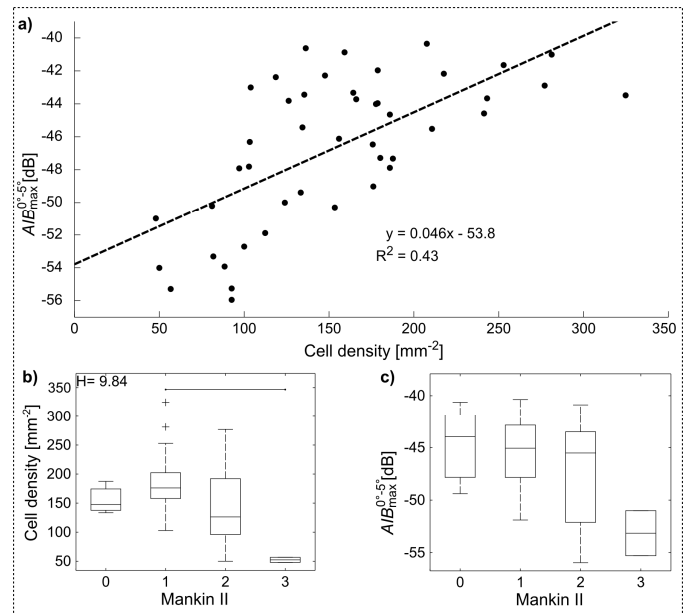 a)
AIB max 0°-5° [dB]
-40
-42
-44
-46
-48
-50
-52
-54
-56
y = 0.046x - 53.8
R² = 0.43
0 50 100 150 200 250 300 350
Cell density [mm⁻²]
b)
H= 9.84
Cell density [mm⁻²]
350
300
250
200
150
100
50
0 1 2 3
Mankin II
c)
AIB max 0°-5° [dB]
-40
-45
-50
-55
0 1 2 3
Mankin II